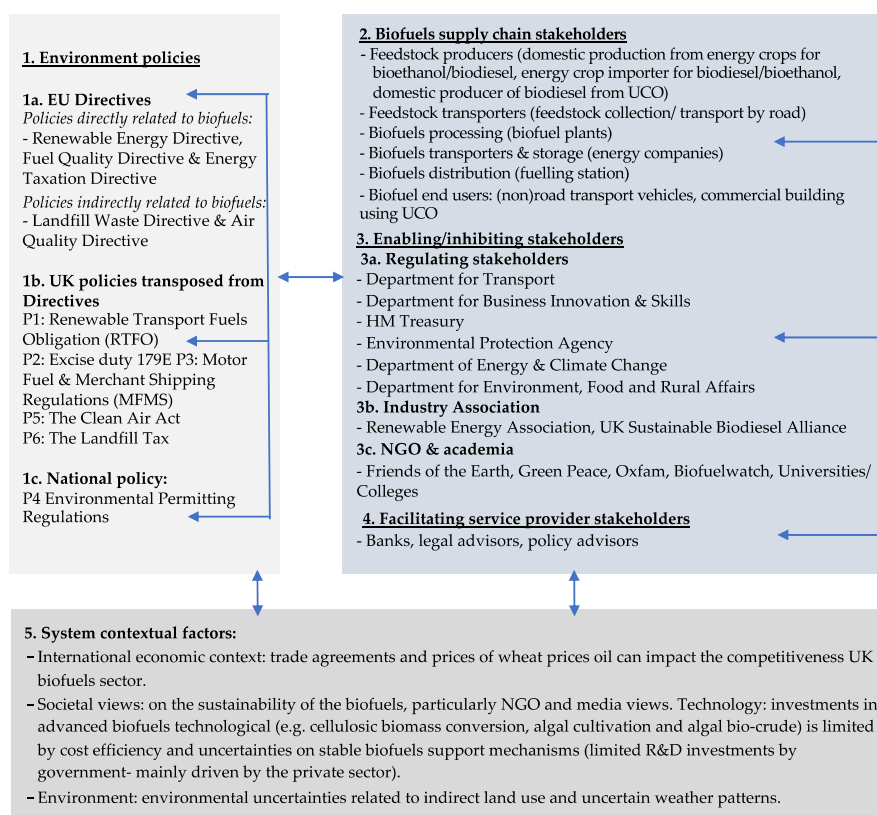 1. Environment policies
1a. EU Directives
Policies directly related to biofuels:
- Renewable Energy Directive,
Fuel Quality Directive & Energy
Taxation Directive
Policies indirectly related to biofuels:
- Landfill Waste Directive & Air
Quality Directive
1b. UK policies transposed from
Directives
P1: Renewable Transport Fuels
Obligation (RTFO)
P2: Excise duty 179E P3: Motor
Fuel & Merchant Shipping
Regulations (MFMS)
P5: The Clean Air Act
P6: The Landfill Tax
1c. National policy:
P4 Environmental Permitting
Regulations
2. Biofuels supply chain stakeholders
- Feedstock producers (domestic production from energy crops for
bioethanol/biodiesel, energy crop importer for biodiesel/bioethanol,
domestic producer of biodiesel from UCO)
- Feedstock transporters (feedstock collection/ transport by road)
- Biofuels processing (biofuel plants)
- Biofuels transporters & storage (energy companies)
- Biofuels distribution (fuelling station)
- Biofuel end users: (non)road transport vehicles, commercial building
using UCO
3. Enabling/inhibiting stakeholders
3a. Regulating stakeholders
- Department for Transport
- Department for Business Innovation & Skills
- HM Treasury
- Environmental Protection Agency
- Department of Energy & Climate Change
- Department for Environment, Food and Rural Affairs
3b. Industry Association
- Renewable Energy Association, UK Sustainable Biodiesel Alliance
3c. NGO & academia
- Friends of the Earth, Green Peace, Oxfam, Biofuelwatch, Universities/
Colleges
4. Facilitating service provider stakeholders
- Banks, legal advisors, policy advisors
5. System contextual factors:
– International economic context: trade agreements and prices of wheat prices oil can impact the competitiveness UK
biofuels sector.
– Societal views: on the sustainability of the biofuels, particularly NGO and media views. Technology: investments in
advanced biofuels technological (e.g. cellulosic biomass conversion, algal cultivation and algal bio-crude) is limited
by cost efficiency and uncertainties on stable biofuels support mechanisms (limited R&D investments by
government- mainly driven by the private sector).
– Environment: environmental uncertainties related to indirect land use and uncertain weather patterns.